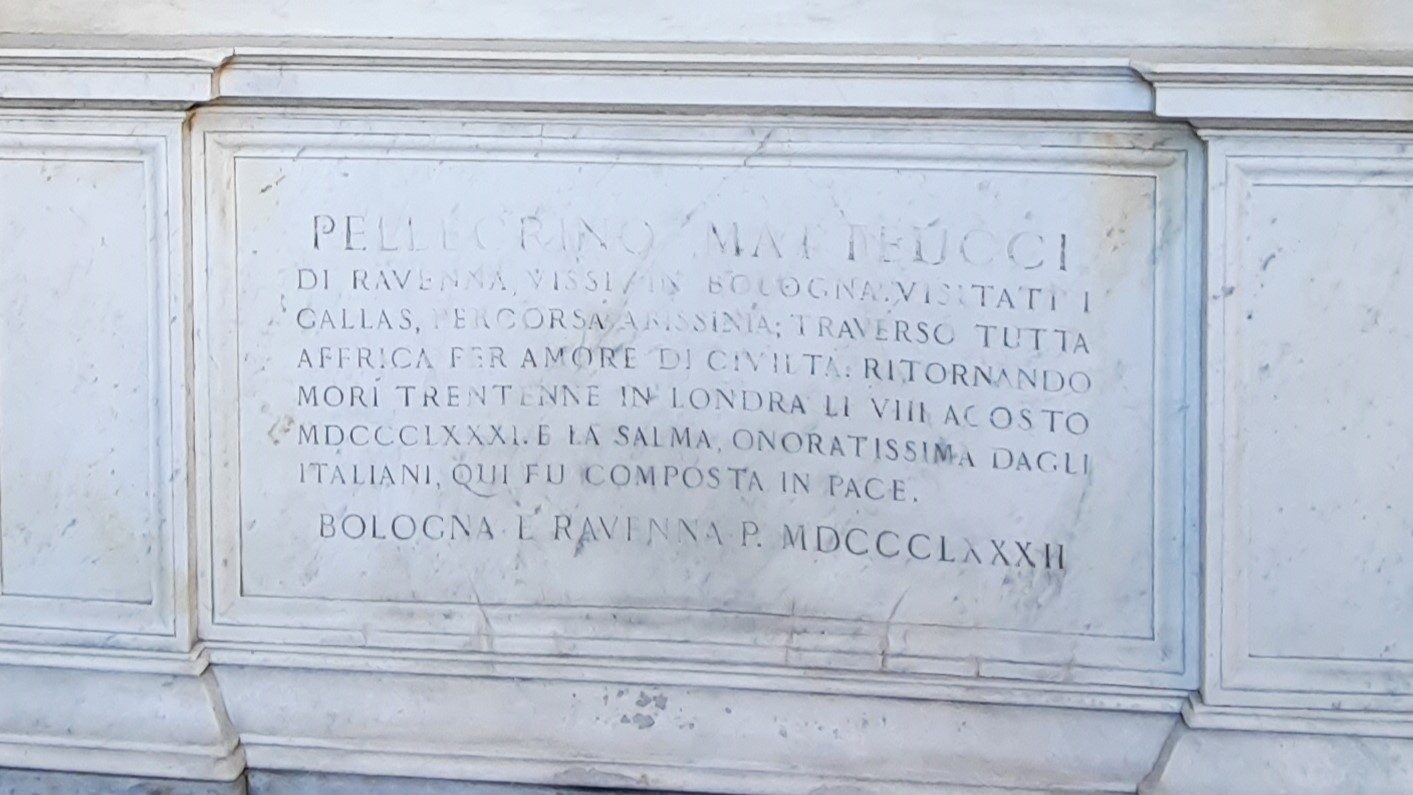 PELLEGRINO MATTEUCCI
DI RAVENNA, VISSE IN BOLOGNA. VISITATI I
GALLAS, PERCORSA ABISSINIA; TRAVERSO TUTTA
AFFRICA PER AMORE DI CIVILTÀ. RITORNANDO
MORÌ TRENTENNE IN LONDRA LI VIII AGOSTO
MDCCCLXXXI. E LA SALMA, ONORATISSIMA DAGLI
ITALIANI, QUI FU COMPOSTA IN PACE.
BOLOGNA E RAVENNA P. MDCCCLXXXII